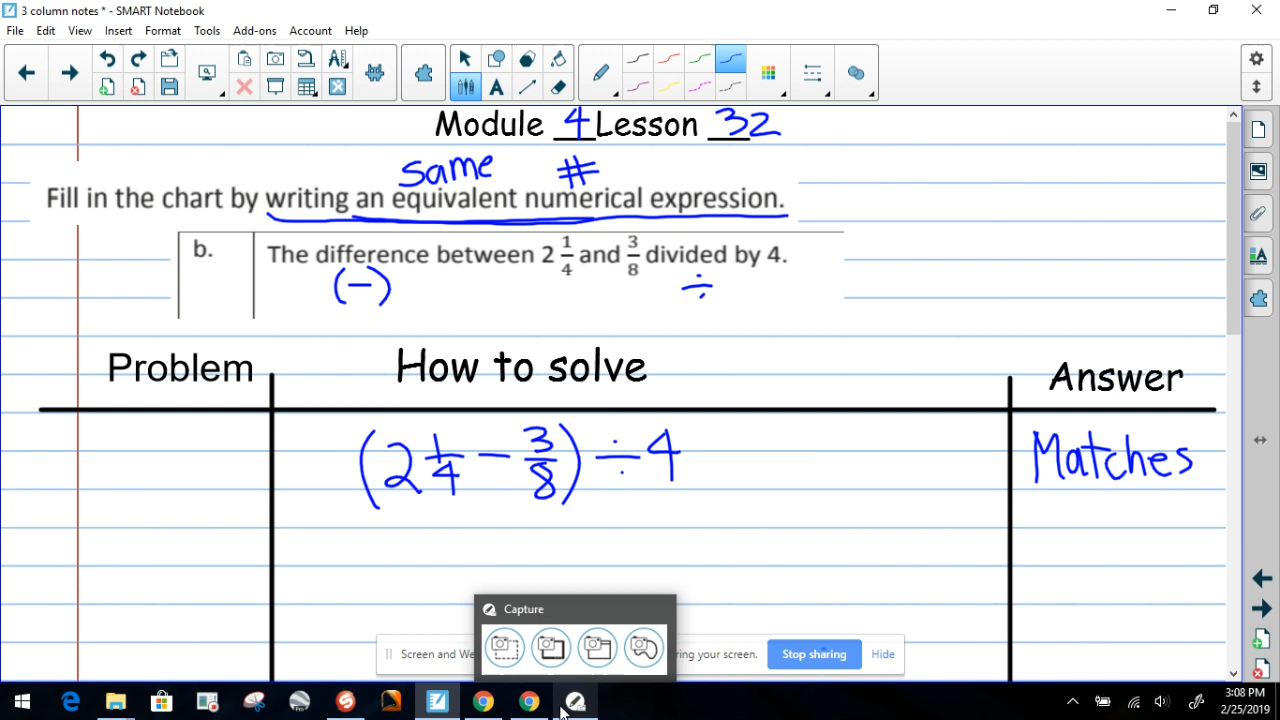 3 column notes * - SMART Notebook
File Edit View Insert Format Tools Add-ons Account Help
Module 4 Lesson 32
same #
Fill in the chart by writing an equivalent numerical expression.
b. The difference between 2 1/4 and 3/8 divided by 4.
(−) ÷
Problem How to solve Answer
(2 1/4 − 3/8) ÷ 4 Matches
Capture
Screen and We ring your screen. Stop sharing Hide
3:08 PM
2/25/2019